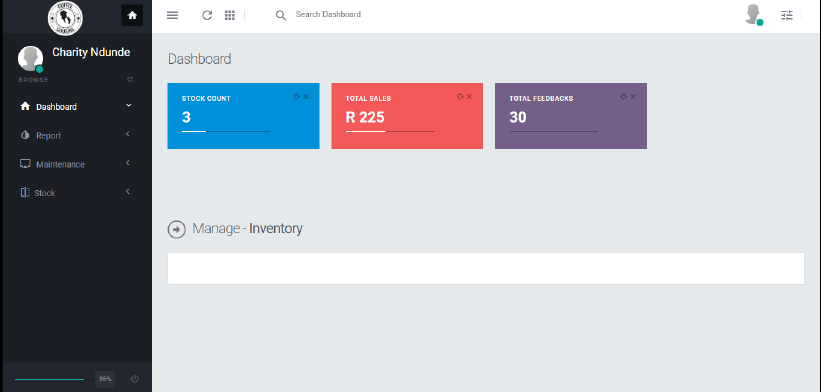 Search Dashboard
Charity Ndunde
BROWSE
Dashboard
Report
Maintenance
Stock
86%
Dashboard
STOCK COUNT
3
TOTAL SALES
R 225
TOTAL FEEDBACKS
30
Manage - Inventory